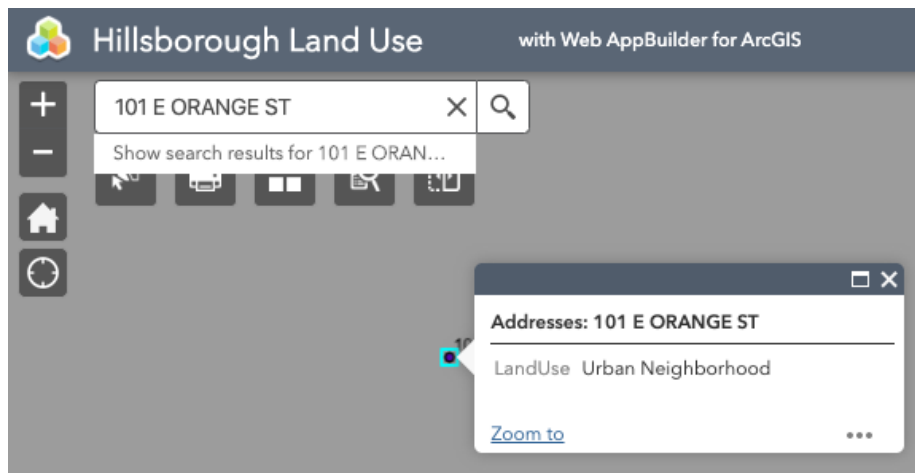 Hillsborough Land Use with Web AppBuilder for ArcGIS
+
101 E ORANGE ST
−
Show search results for 101 E ORAN...
Addresses: 101 E ORANGE ST
LandUse Urban Neighborhood
Zoom to